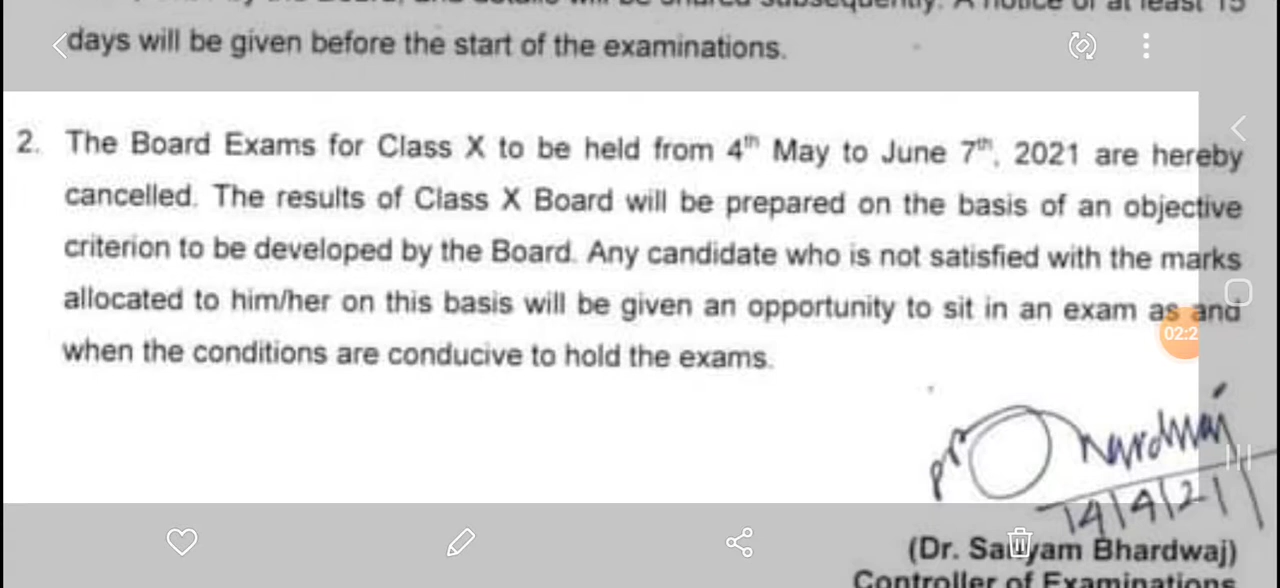 days will be given before the start of the examinations.
2. The Board Exams for Class X to be held from 4th May to June 7th, 2021 are hereby
cancelled. The results of Class X Board will be prepared on the basis of an objective
criterion to be developed by the Board. Any candidate who is not satisfied with the marks
allocated to him/her on this basis will be given an opportunity to sit in an exam as and
when the conditions are conducive to hold the exams.
02:2
14/4/21
(Dr. Sanyam Bhardwaj)
Controller of Examinations